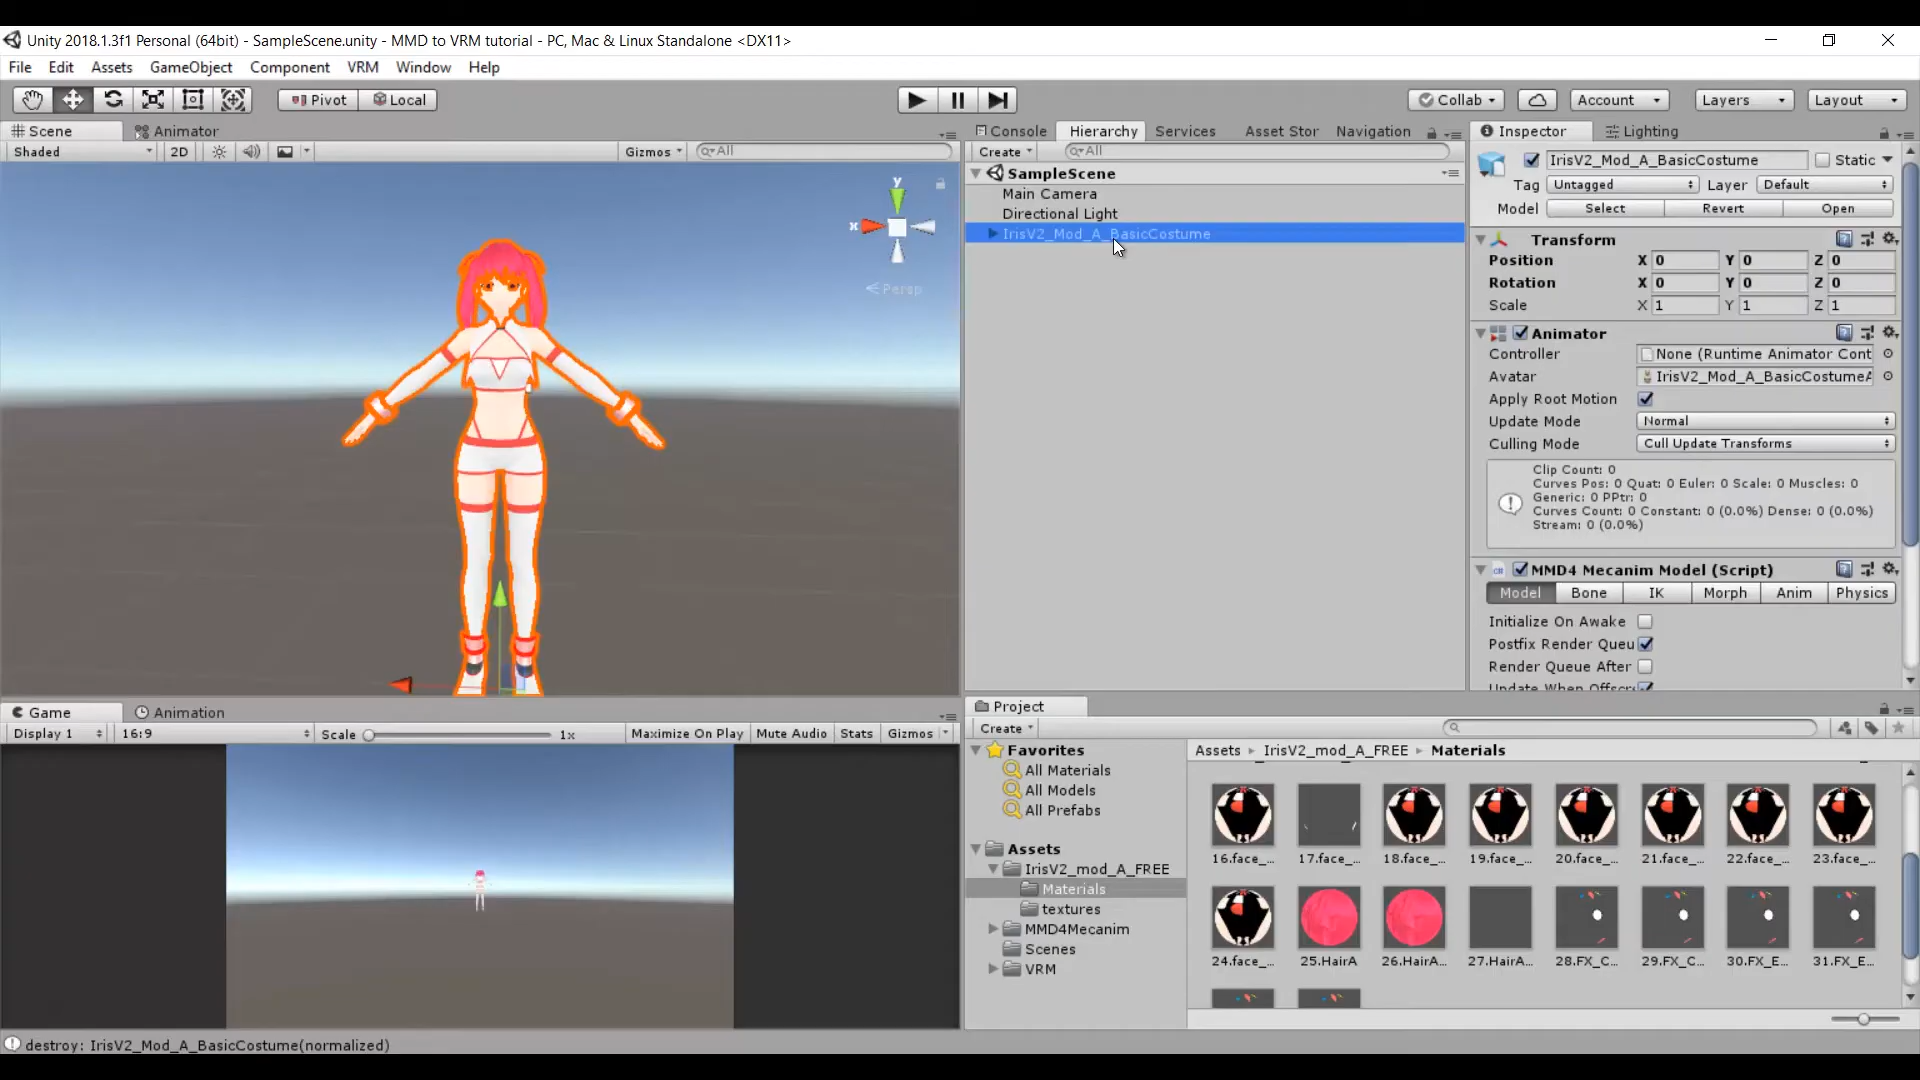 Unity 2018.1.3f1 Personal (64bit) - SampleScene.unity - MMD to VRM tutorial - PC, Mac & Linux Standalone <DX11>
File Edit Assets GameObject Component VRM Window Help
Pivot Local Collab Account Layers Layout
Scene Animator
Shaded 2D Gizmos All
y
x
Persp
Console Hierarchy Services Asset Stor Navigation
Create All
SampleScene
Main Camera
Directional Light
IrisV2_Mod_A_BasicCostume
Inspector Lighting
IrisV2_Mod_A_BasicCostume Static
Tag Untagged Layer Default
Model Select Revert Open
Transform
Position X 0 Y 0 Z 0
Rotation X 0 Y 0 Z 0
Scale X 1 Y 1 Z 1
Animator
Controller None (Runtime Animator Cont
Avatar IrisV2_Mod_A_BasicCostumeA
Apply Root Motion
Update Mode Normal
Culling Mode Cull Update Transforms
Clip Count: 0
Curves Pos: 0 Quat: 0 Euler: 0 Scale: 0 Muscles: 0
Generic: 0 PPtr: 0
Curves Count: 0 Constant: 0 (0.0%) Dense: 0 (0.0%)
Stream: 0 (0.0%)
MMD4 Mecanim Model (Script)
Model Bone IK Morph Anim Physics
Initialize On Awake
Postfix Render Queu
Render Queue After
Update When Offscre
Game Animation
Display 1 16:9 Scale 1x Maximize On Play Mute Audio Stats Gizmos
Project
Create
Favorites
All Materials
All Models
All Prefabs
Assets
IrisV2_mod_A_FREE
Materials
textures
MMD4Mecanim
Scenes
VRM
Assets IrisV2_mod_A_FREE Materials
16.face_... 17.face_... 18.face_... 19.face_... 20.face_... 21.face_... 22.face_... 23.face_...
24.face_... 25.HairA 26.HairA... 27.HairA... 28.FX_C... 29.FX_C... 30.FX_E... 31.FX_E...
destroy: IrisV2_Mod_A_BasicCostume(normalized)